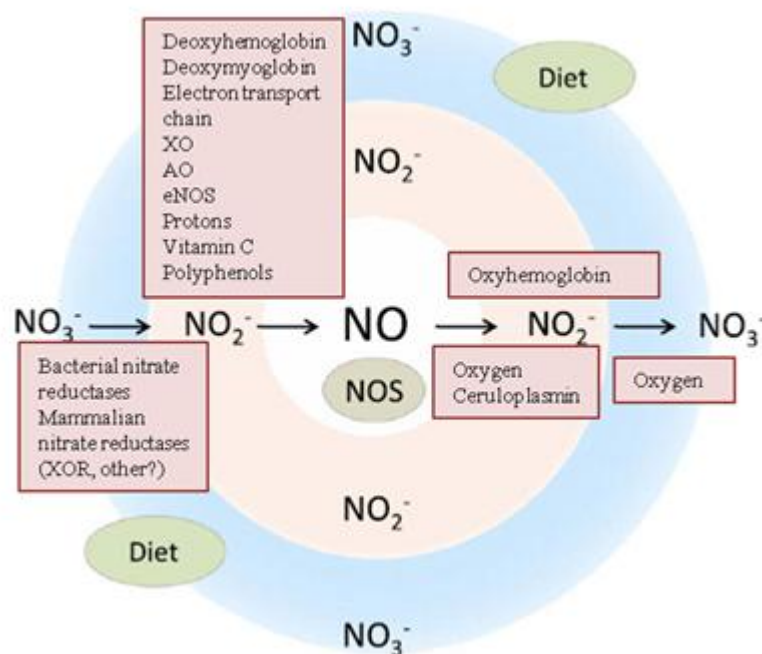 Deoxyhemoglobin
Deoxymyoglobin
Electron transport
chain
XO
AO
eNOS
Protons
Vitamin C
Polyphenols
NO₃⁻
Diet
NO₂⁻
Oxyhemoglobin
NO₃⁻ → NO₂⁻ → NO → NO₂⁻ → NO₃⁻
Bacterial nitrate
reductases
Mammalian
nitrate reductases
(XOR, other?)
NOS
Oxygen
Ceruloplasmin
Oxygen
NO₂⁻
Diet
NO₃⁻